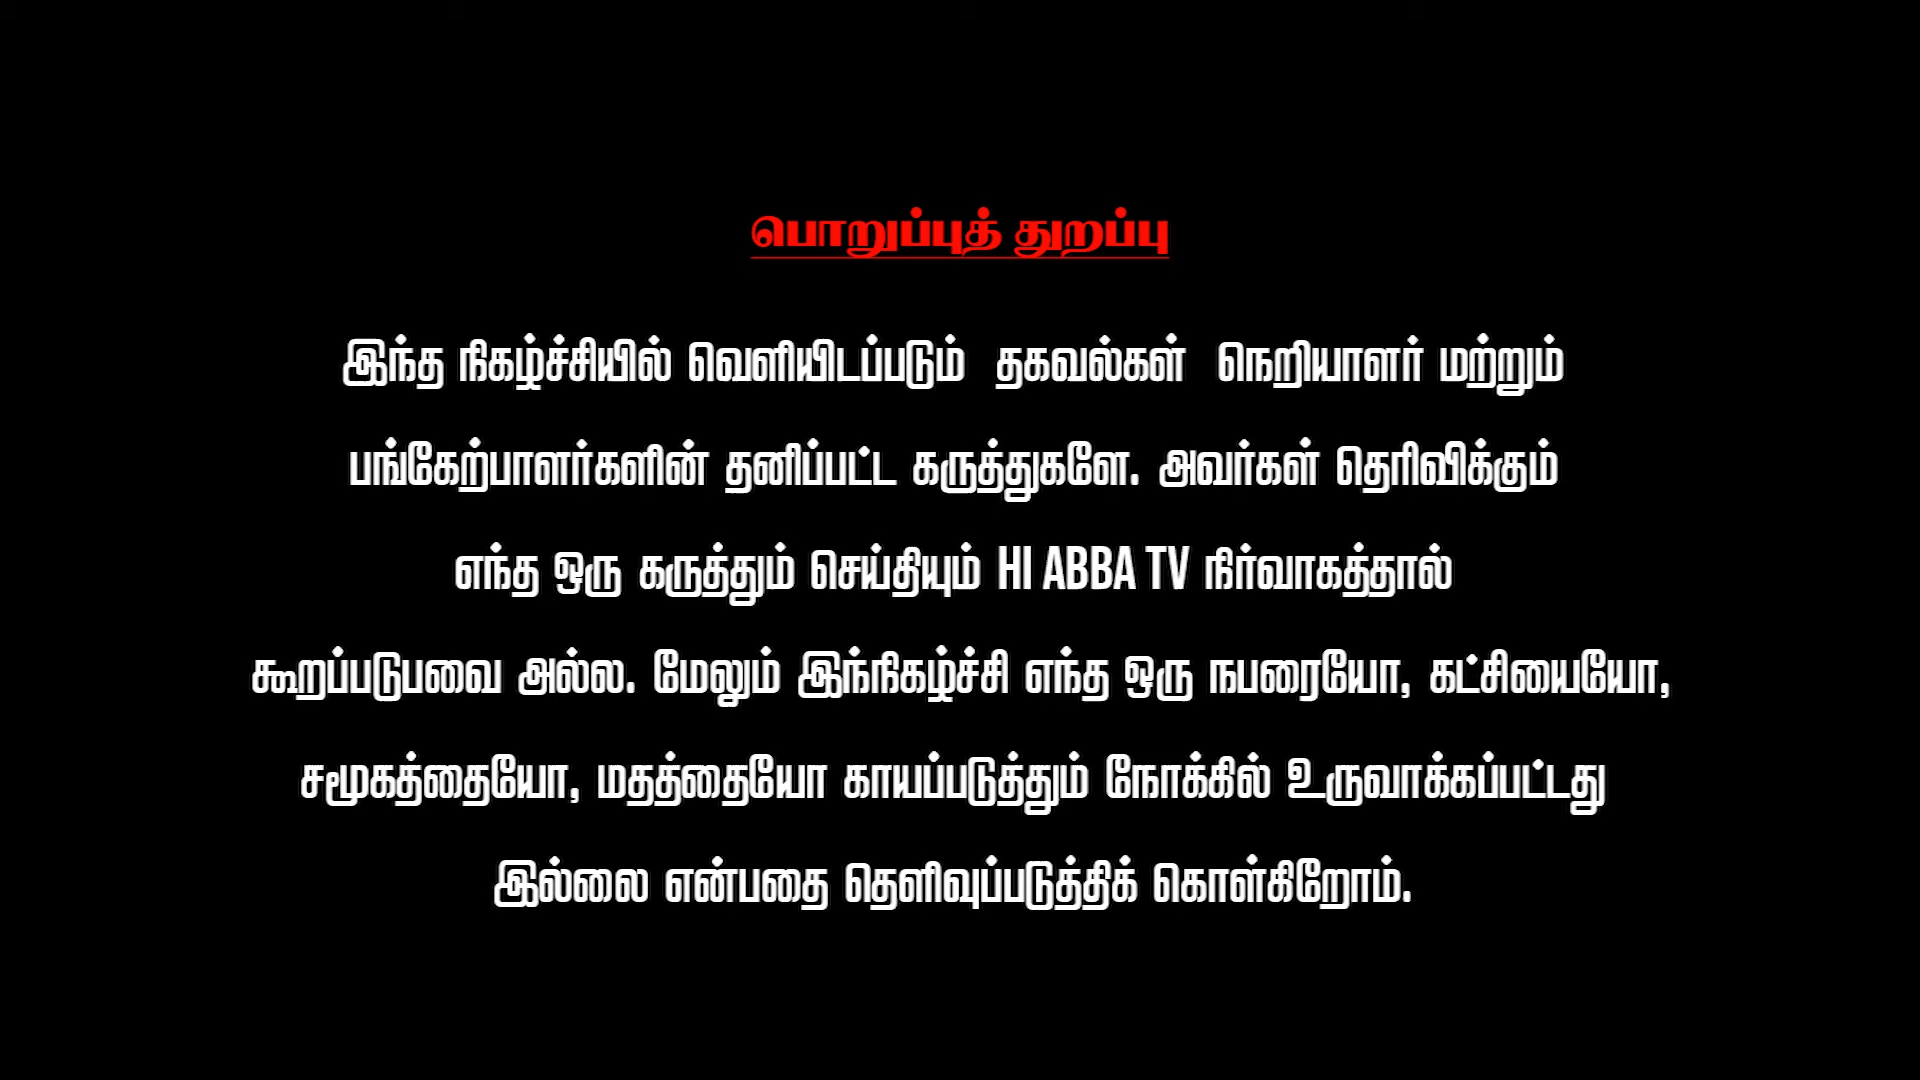 பொறுப்புத் துறப்பு
இந்த நிகழ்ச்சியில் வெளியிடப்படும் தகவல்கள் நெறியாளர் மற்றும்
பங்கேற்பாளர்களின் தனிப்பட்ட கருத்துகளே. அவர்கள் தெரிவிக்கும்
எந்த ஒரு கருத்தும் செய்தியும் HI ABBA TV நிர்வாகத்தால்
கூறப்படுபவை அல்ல. மேலும் இந்நிகழ்ச்சி எந்த ஒரு நபரையோ, கட்சியையோ,
சமூகத்தையோ, மதத்தையோ காயப்படுத்தும் நோக்கில் உருவாக்கப்பட்டது
இல்லை என்பதை தெளிவுப்படுத்திக் கொள்கிறோம்.